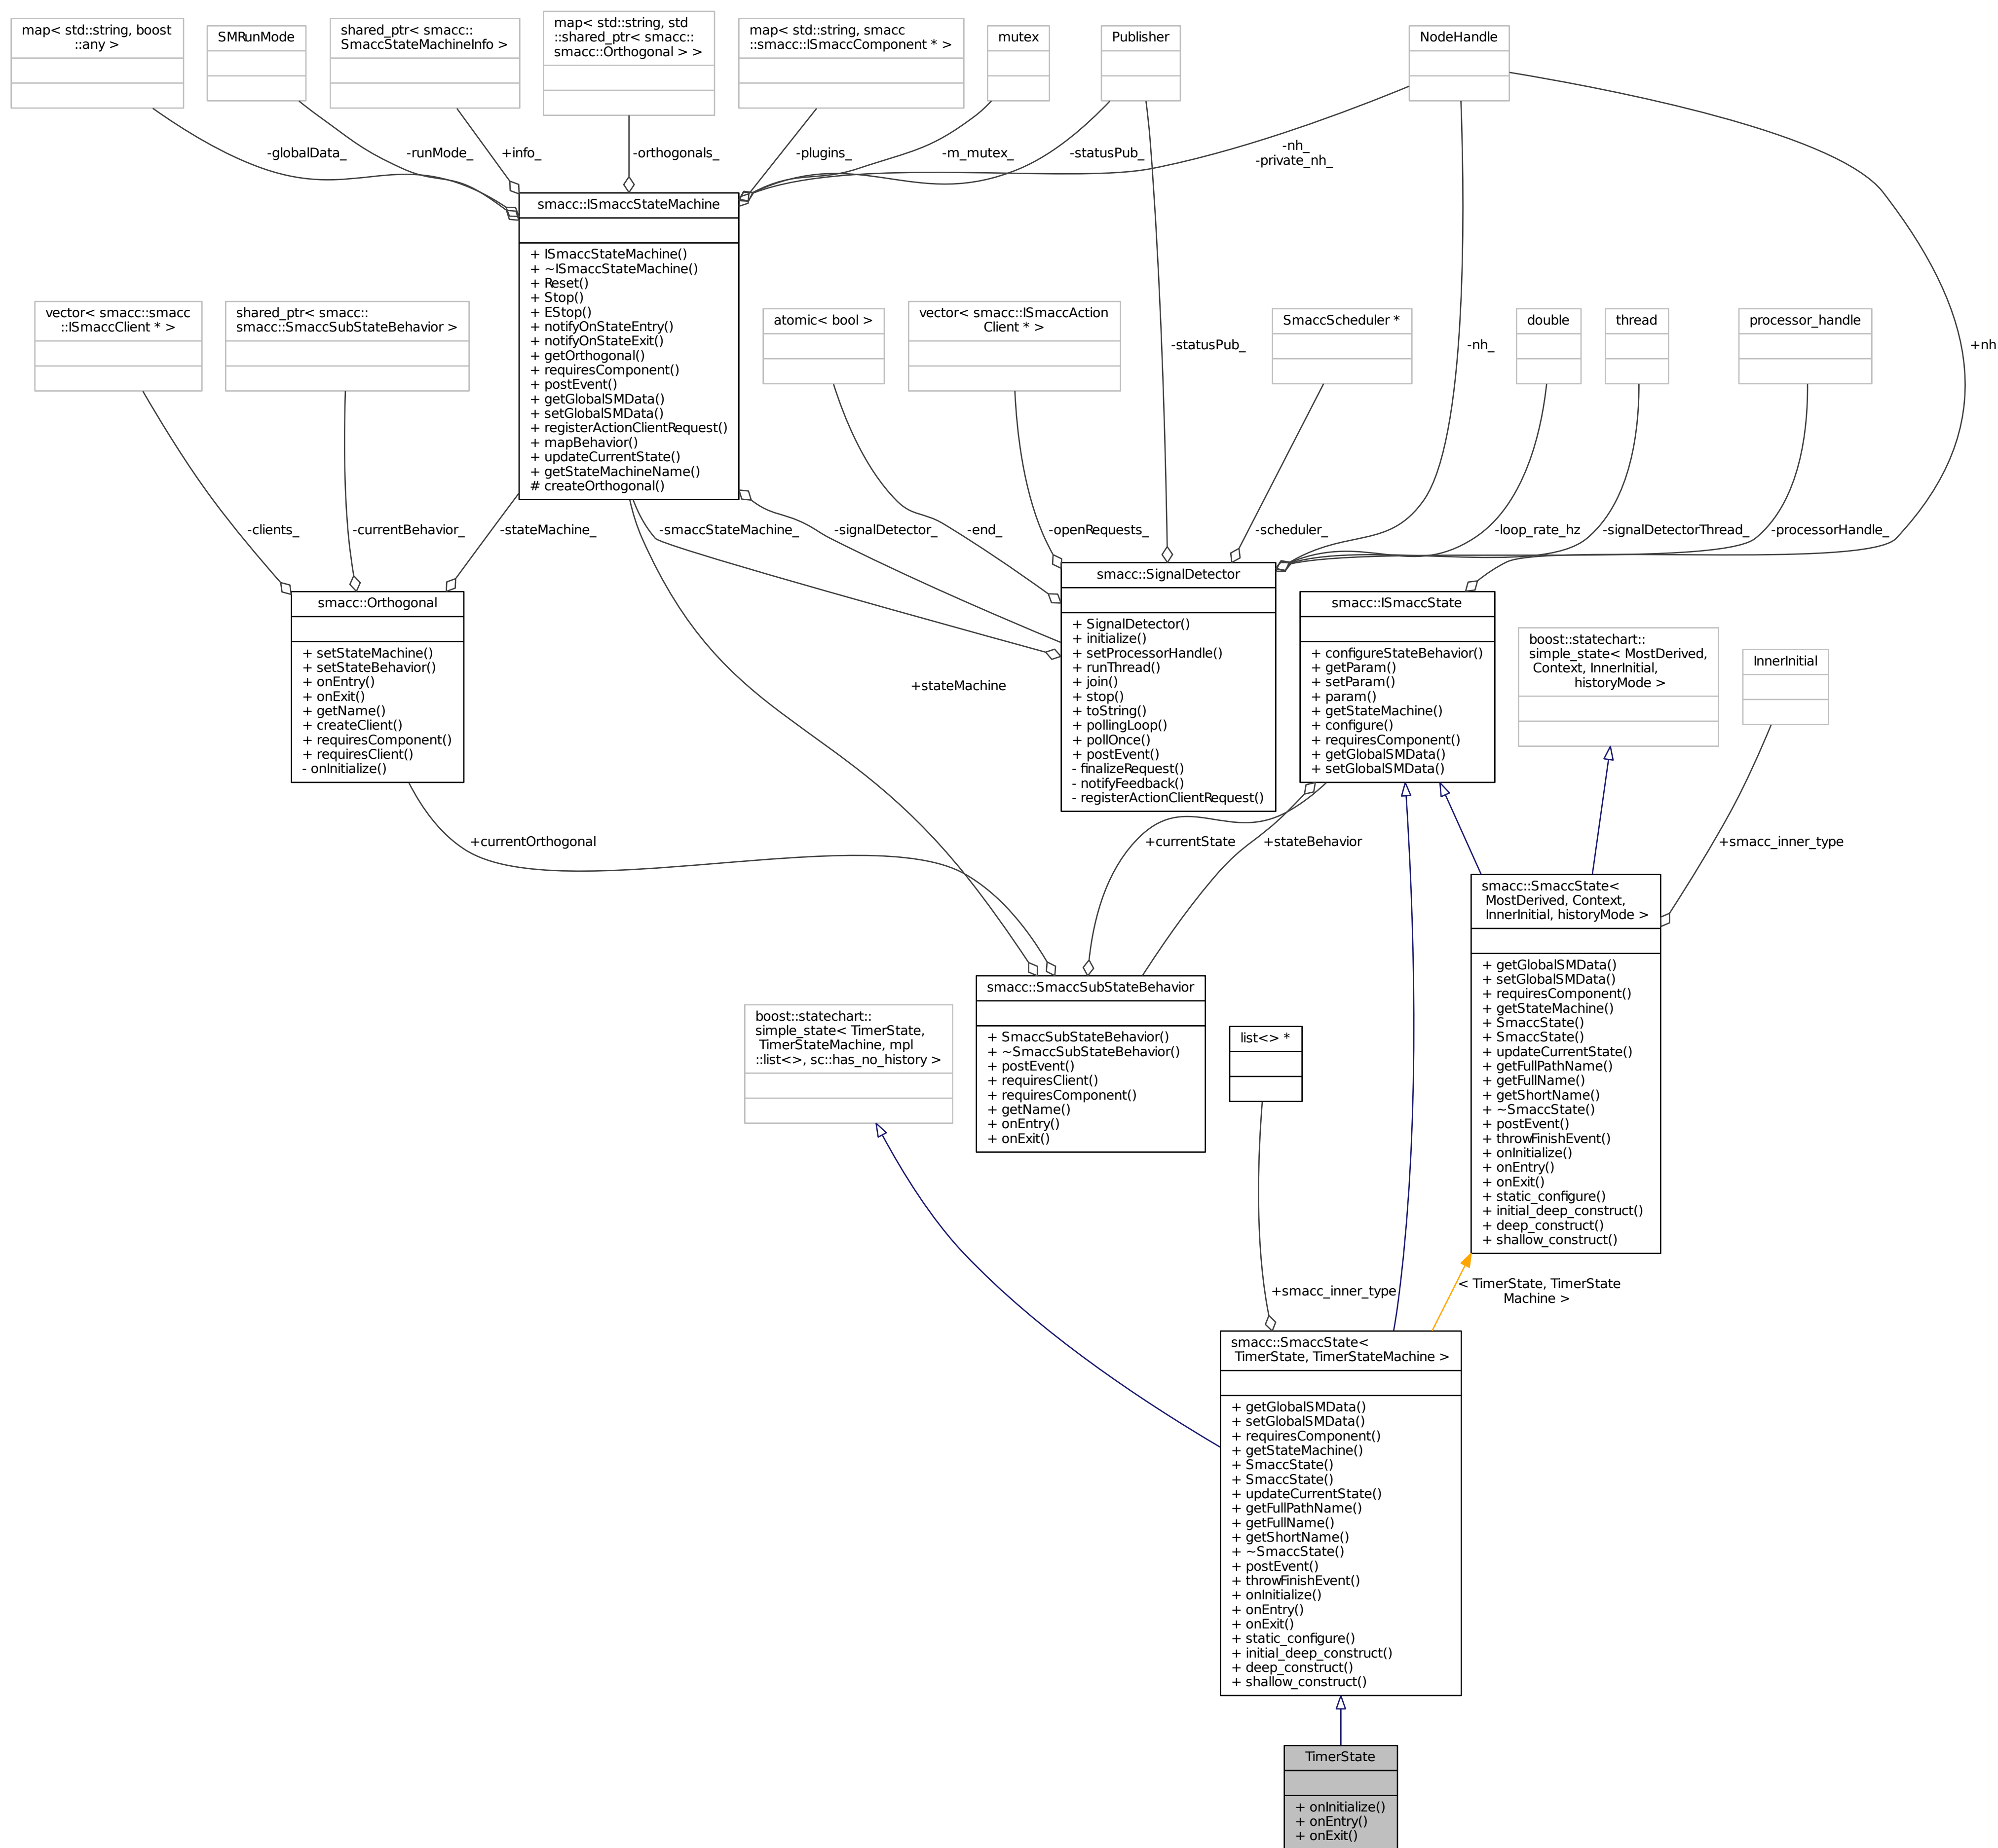 map< std::string, boost
::any >
SMRunMode
shared_ptr< smacc::
SmaccStateMachineInfo >
map< std::string, std
::shared_ptr< smacc::
smacc::Orthogonal > >
map< std::string, smacc
::smacc::ISmaccComponent * >
mutex
Publisher
NodeHandle
-globalData_
-runMode_
+info_
-orthogonals_
-plugins_
-m_mutex_
-statusPub_
-nh_
-private_nh_
smacc::ISmaccStateMachine
+ ISmaccStateMachine()
+ ~ISmaccStateMachine()
+ Reset()
+ Stop()
+ EStop()
+ notifyOnStateEntry()
+ notifyOnStateExit()
+ getOrthogonal()
+ requiresComponent()
+ postEvent()
+ getGlobalSMData()
+ setGlobalSMData()
+ registerActionClientRequest()
+ mapBehavior()
+ updateCurrentState()
+ getStateMachineName()
# createOrthogonal()
vector< smacc::smacc
::ISmaccClient * >
shared_ptr< smacc::
smacc::SmaccSubStateBehavior >
atomic< bool >
vector< smacc::ISmaccAction
Client * >
SmaccScheduler *
double
thread
processor_handle
-statusPub_
-nh_
+nh
-clients_
-currentBehavior_
-stateMachine_
-smaccStateMachine_
-signalDetector_
-end_
-openRequests_
-scheduler_
-loop_rate_hz
-signalDetectorThread_
-processorHandle_
smacc::Orthogonal
+ setStateMachine()
+ setStateBehavior()
+ onEntry()
+ onExit()
+ getName()
+ createClient()
+ requiresComponent()
+ requiresClient()
- onInitialize()
smacc::SignalDetector
+ SignalDetector()
+ initialize()
+ setProcessorHandle()
+ runThread()
+ join()
+ stop()
+ toString()
+ pollingLoop()
+ pollOnce()
+ postEvent()
- finalizeRequest()
- notifyFeedback()
- registerActionClientRequest()
smacc::ISmaccState
+ configureStateBehavior()
+ getParam()
+ setParam()
+ param()
+ getStateMachine()
+ configure()
+ requiresComponent()
+ getGlobalSMData()
+ setGlobalSMData()
boost::statechart::
simple_state< MostDerived,
Context, InnerInitial,
historyMode >
InnerInitial
+stateMachine
+currentOrthogonal
+currentState
+stateBehavior
+smacc_inner_type
smacc::SmaccState<
MostDerived, Context,
InnerInitial, historyMode >
+ getGlobalSMData()
+ setGlobalSMData()
+ requiresComponent()
+ getStateMachine()
+ SmaccState()
+ SmaccState()
+ updateCurrentState()
+ getFullPathName()
+ getFullName()
+ getShortName()
+ ~SmaccState()
+ postEvent()
+ throwFinishEvent()
+ onInitialize()
+ onEntry()
+ onExit()
+ static_configure()
+ initial_deep_construct()
+ deep_construct()
+ shallow_construct()
boost::statechart::
simple_state< TimerState,
TimerStateMachine, mpl
::list<>, sc::has_no_history >
smacc::SmaccSubStateBehavior
+ SmaccSubStateBehavior()
+ ~SmaccSubStateBehavior()
+ postEvent()
+ requiresClient()
+ requiresComponent()
+ getName()
+ onEntry()
+ onExit()
list<> *
+smacc_inner_type
< TimerState, TimerState
Machine >
smacc::SmaccState<
TimerState, TimerStateMachine >
+ getGlobalSMData()
+ setGlobalSMData()
+ requiresComponent()
+ getStateMachine()
+ SmaccState()
+ SmaccState()
+ updateCurrentState()
+ getFullPathName()
+ getFullName()
+ getShortName()
+ ~SmaccState()
+ postEvent()
+ throwFinishEvent()
+ onInitialize()
+ onEntry()
+ onExit()
+ static_configure()
+ initial_deep_construct()
+ deep_construct()
+ shallow_construct()
TimerState
+ onInitialize()
+ onEntry()
+ onExit()